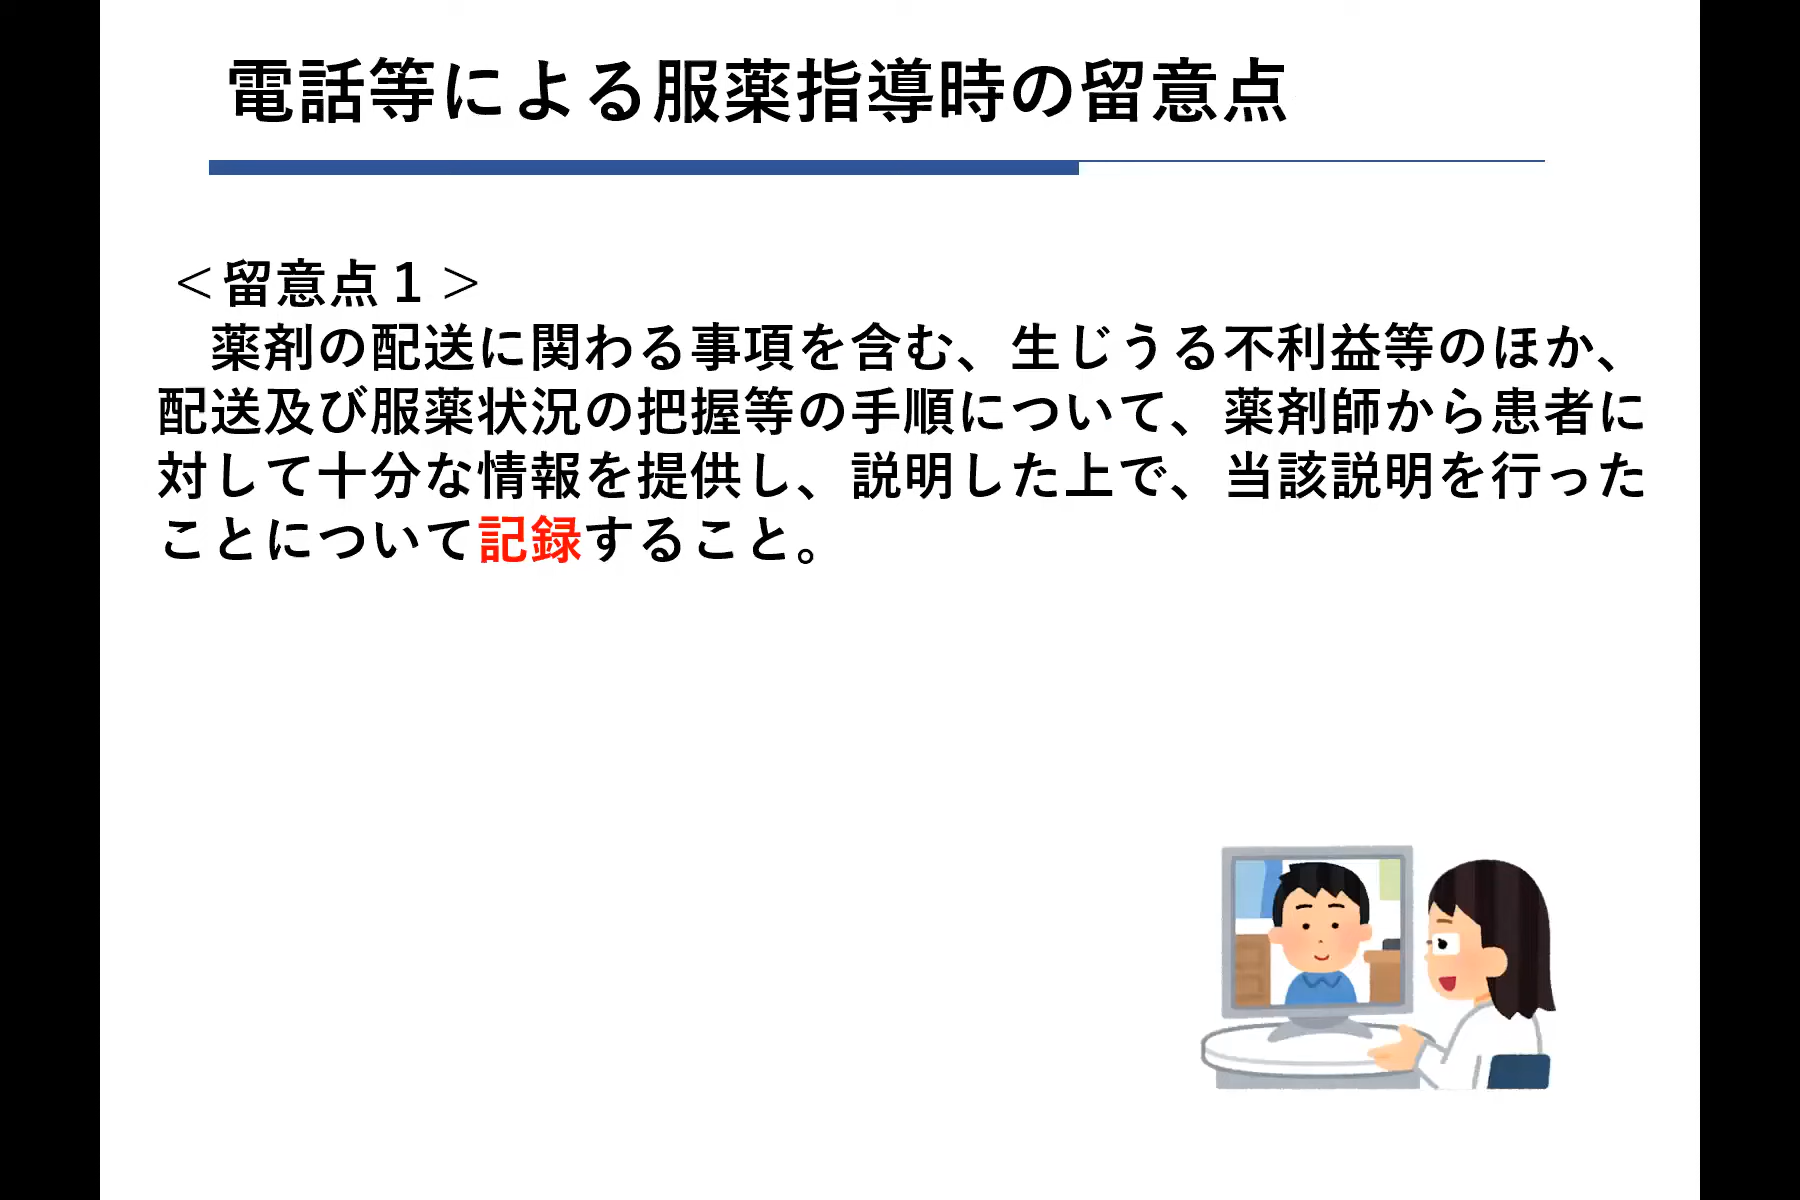 電話等による服薬指導時の留意点
＜留意点１＞
　薬剤の配送に関わる事項を含む、生じうる不利益等のほか、
配送及び服薬状況の把握等の手順について、薬剤師から患者に
対して十分な情報を提供し、説明した上で、当該説明を行った
ことについて記録すること。